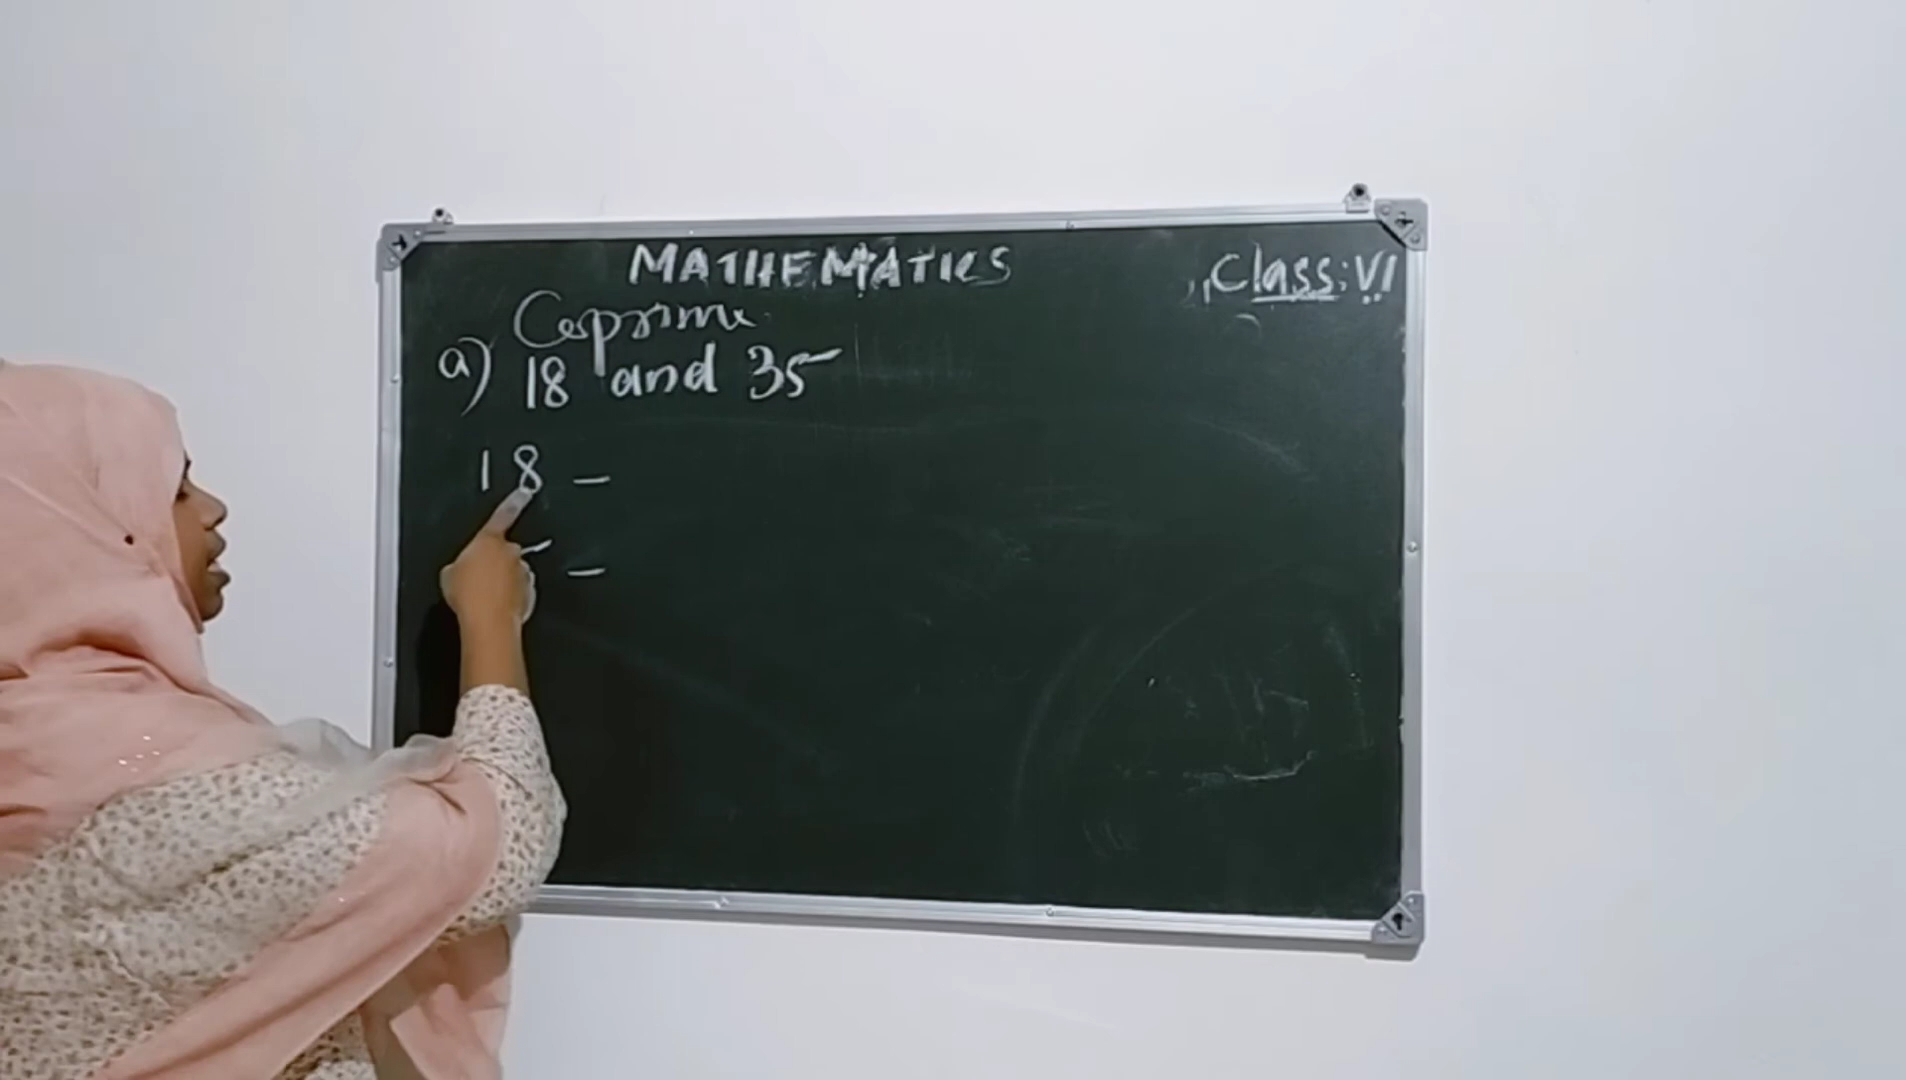 MATHEMATICS
Class: VI
Coprime
a) 18 and 35
18 -
-